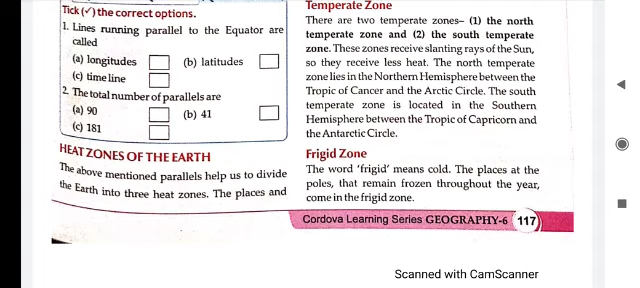 Tick (✓) the correct options.
1. Lines running parallel to the Equator are
called
(a) longitudes (b) latitudes
(c) time line
2. The total number of parallels are
(a) 90 (b) 41
(c) 181
HEAT ZONES OF THE EARTH
The above mentioned parallels help us to divide
the Earth into three heat zones. The places and
Temperate Zone
There are two temperate zones– (1) the north
temperate zone and (2) the south temperate
zone. These zones receive slanting rays of the Sun,
so they receive less heat. The north temperate
zone lies in the Northern Hemisphere between the
Tropic of Cancer and the Arctic Circle. The south
temperate zone is located in the Southern
Hemisphere between the Tropic of Capricorn and
the Antarctic Circle.
Frigid Zone
The word 'frigid' means cold. The places at the
poles, that remain frozen throughout the year,
come in the frigid zone.
Cordova Learning Series GEOGRAPHY-6 117
Scanned with CamScanner